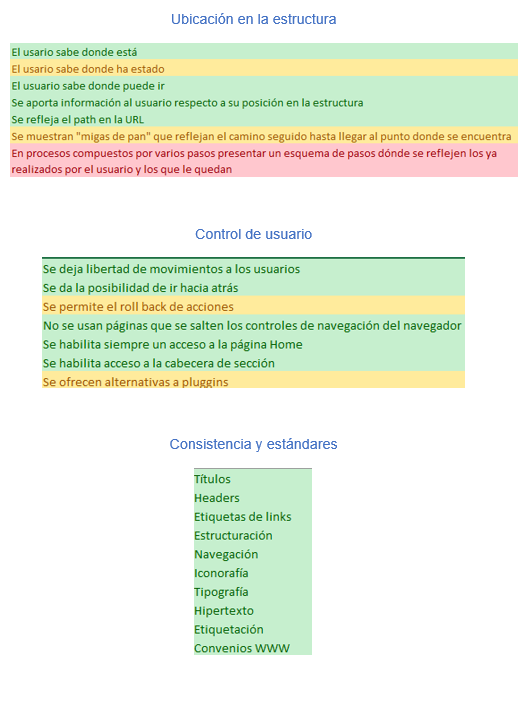 Ubicación en la estructura
El usario sabe donde está
El usario sabe donde ha estado
El usuario sabe donde puede ir
Se aporta información al usuario respecto a su posición en la estructura
Se refleja el path en la URL
Se muestran "migas de pan" que reflejan el camino seguido hasta llegar al punto donde se encuentra
En procesos compuestos por varios pasos presentar un esquema de pasos dónde se reflejen los ya
realizados por el usuario y los que le quedan
Control de usuario
Se deja libertad de movimientos a los usuarios
Se da la posibilidad de ir hacia atrás
Se permite el roll back de acciones
No se usan páginas que se salten los controles de navegación del navegador
Se habilita siempre un acceso a la página Home
Se habilita acceso a la cabecera de sección
Se ofrecen alternativas a pluggins
Consistencia y estándares
Títulos
Headers
Etiquetas de links
Estructuración
Navegación
Iconorafía
Tipografía
Hipertexto
Etiquetación
Convenios WWW